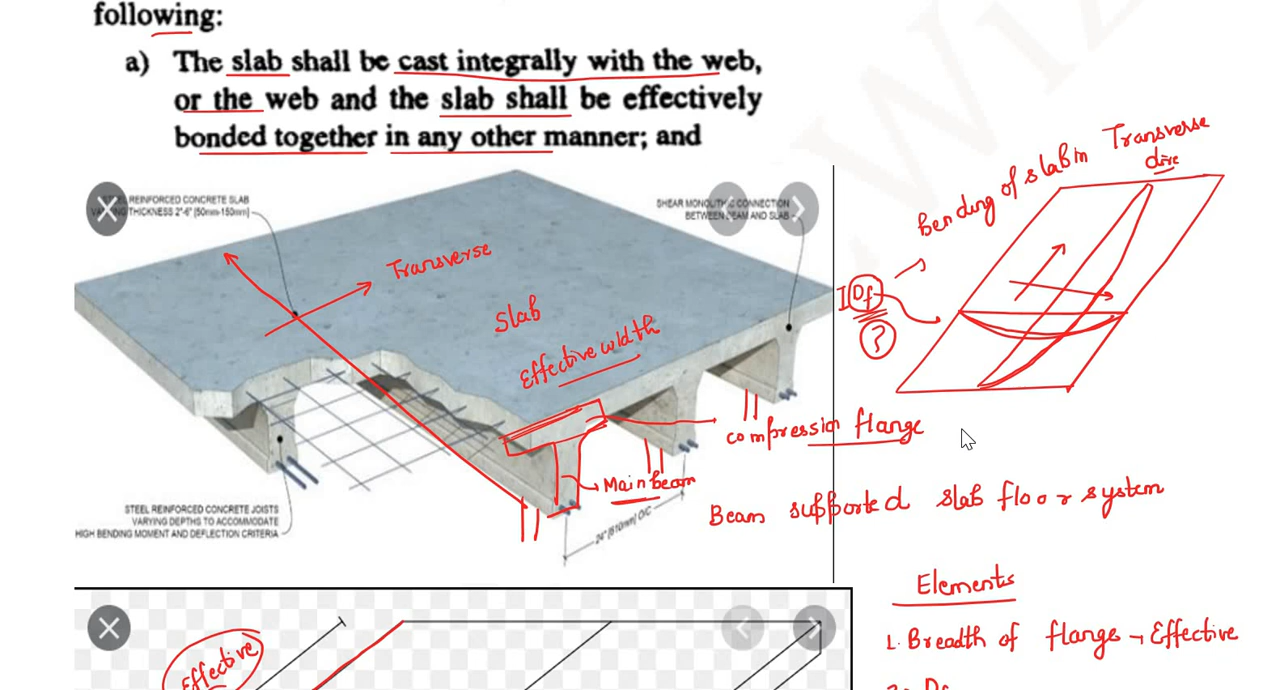 following:
a) The slab shall be cast integrally with the web,
or the web and the slab shall be effectively
bonded together in any other manner; and
REINFORCED CONCRETE SLAB
THICKNESS 2"-6" [50mm-150mm]
SHEAR MONOLITHIC CONNECTION
BETWEEN BEAM AND SLAB
Transverse
Slab
Effective width
compression flange
Main beam
24" [610mm] O/C
STEEL REINFORCED CONCRETE JOISTS
VARYING DEPTHS TO ACCOMMODATE
HIGH BENDING MOMENT AND DEFLECTION CRITERIA
Bending of slab in Transverse
Df
?
Beam supported slab floor system
Elements
1. Breadth of flange → Effective
Effective